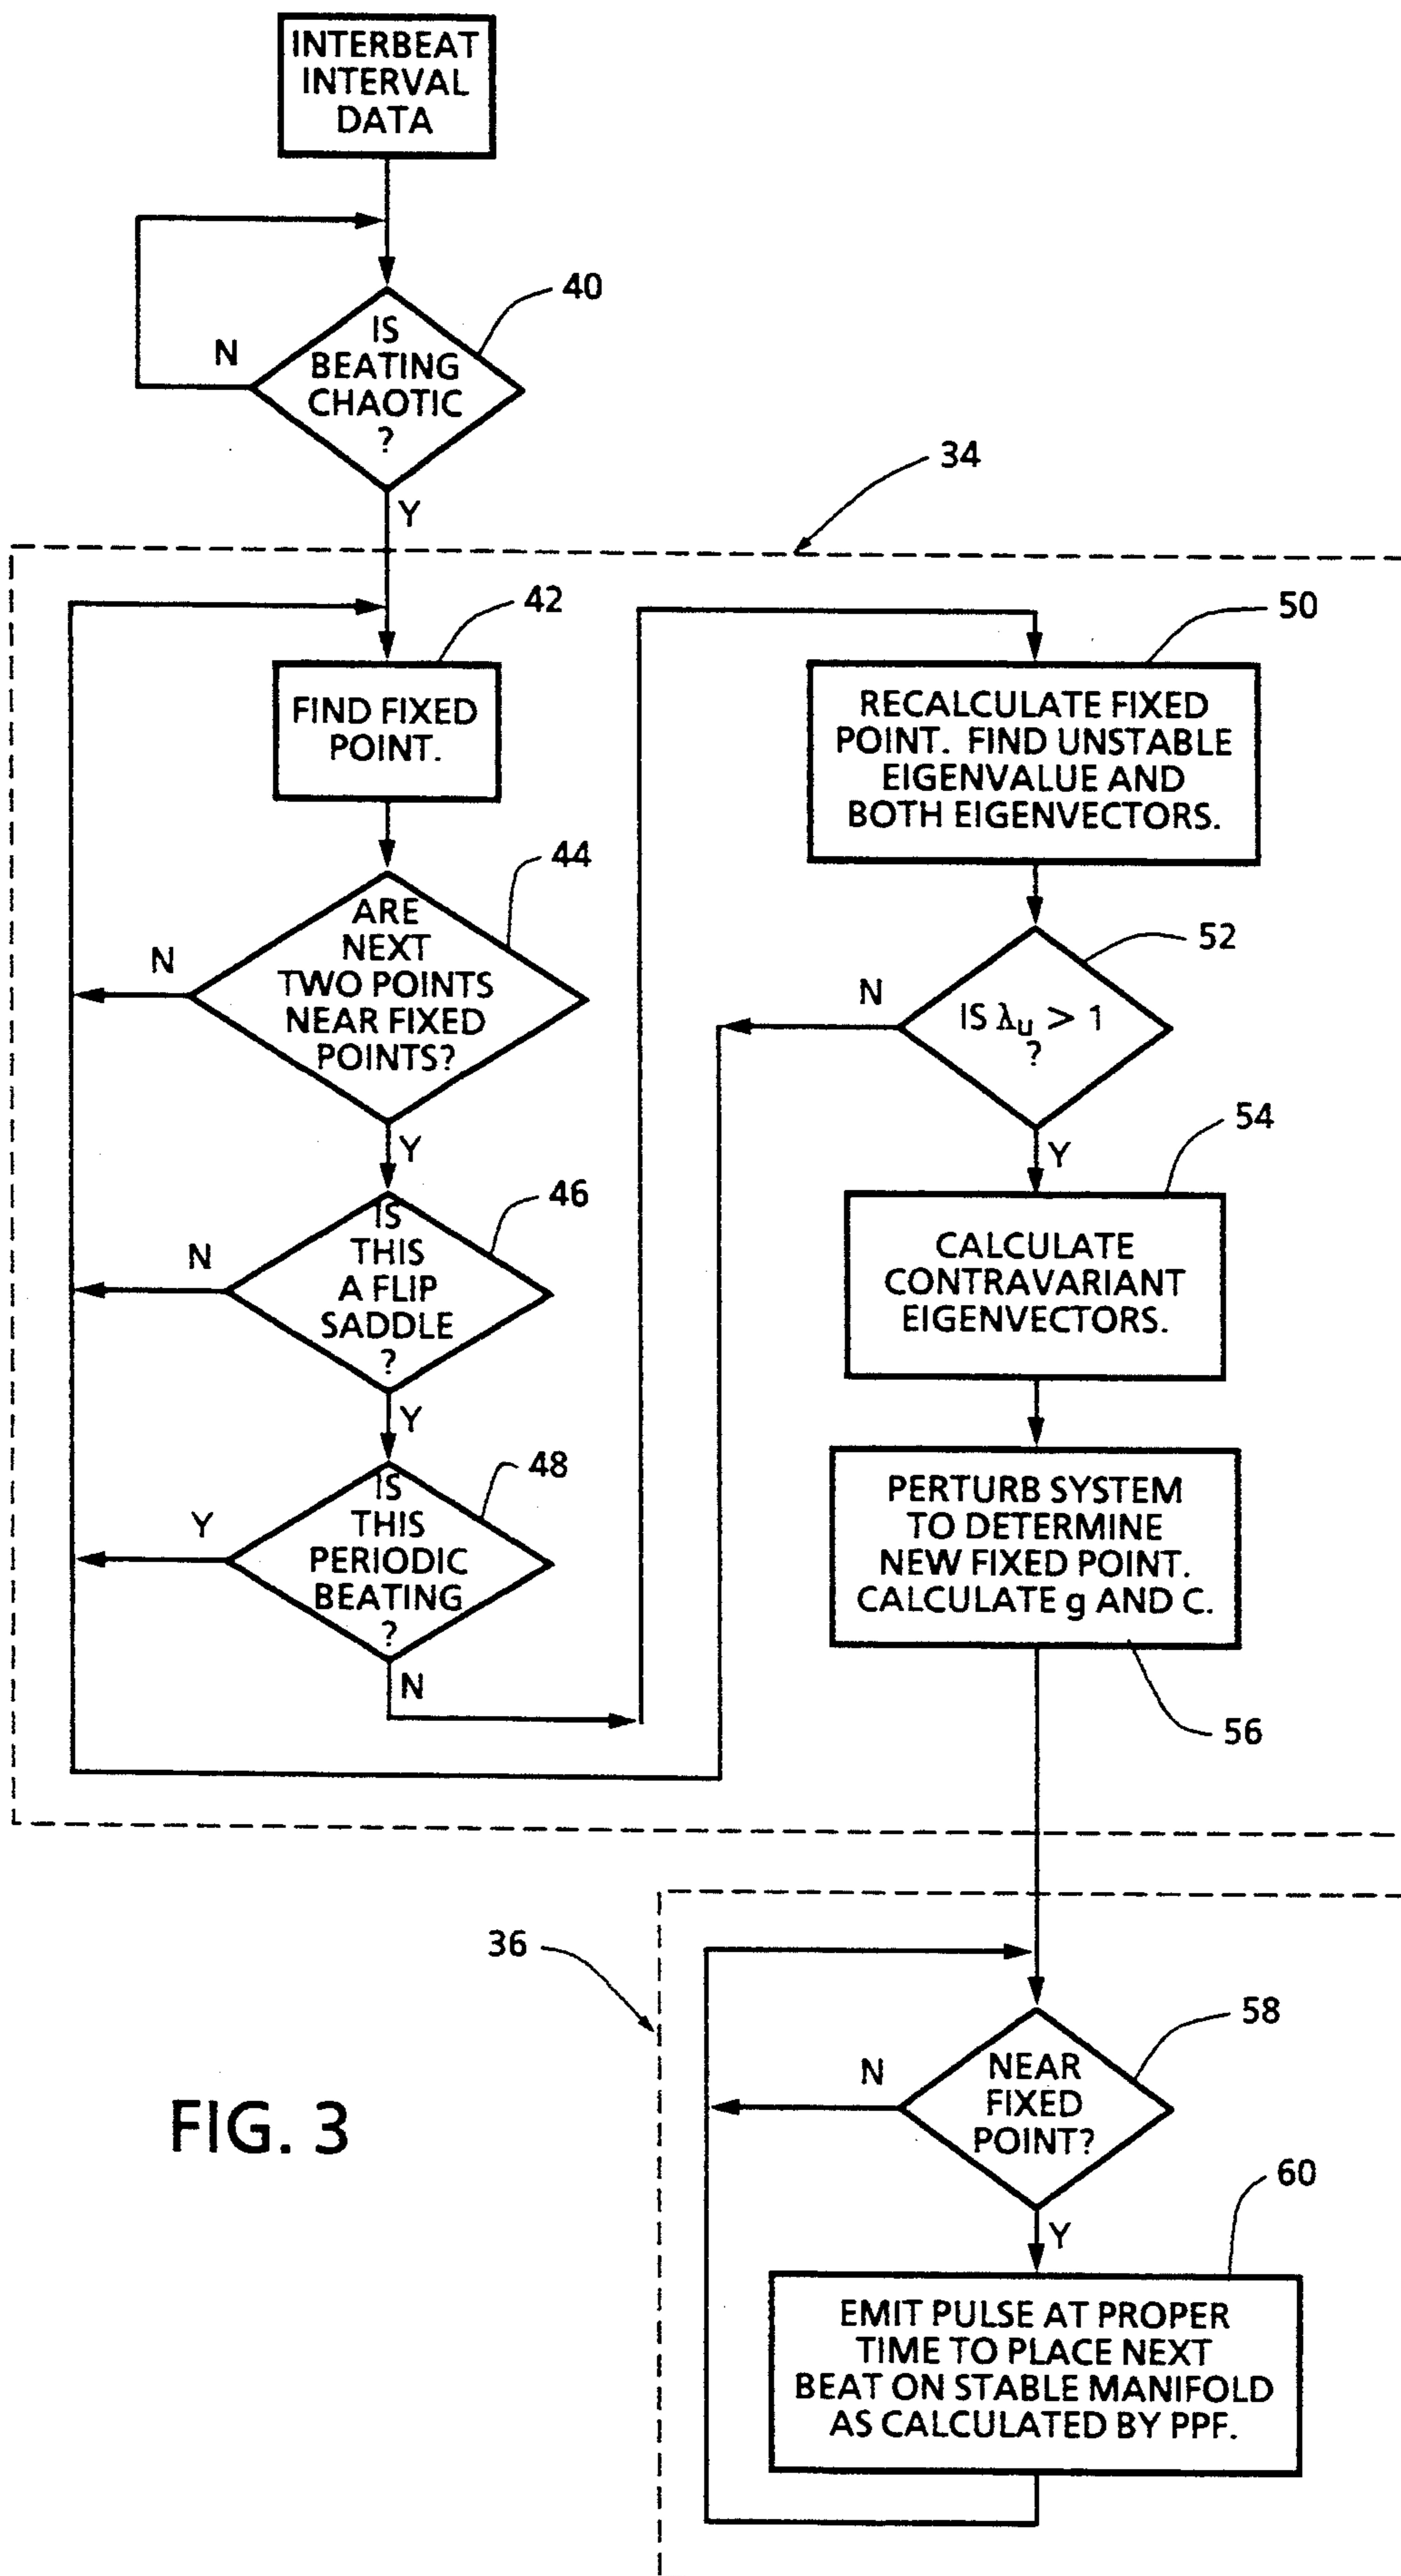 INTERBEAT
INTERVAL
DATA
40
IS
BEATING
CHAOTIC
?
N
Y
34
42
FIND FIXED
POINT.
44
ARE
NEXT
TWO POINTS
NEAR FIXED
POINTS?
N
Y
46
IS
THIS
A FLIP
SADDLE
?
N
Y
48
IS
THIS
PERIODIC
BEATING
?
Y
N
50
RECALCULATE FIXED
POINT. FIND UNSTABLE
EIGENVALUE AND
BOTH EIGENVECTORS.
52
IS λu > 1
?
N
Y
54
CALCULATE
CONTRAVARIANT
EIGENVECTORS.
PERTURB SYSTEM
TO DETERMINE
NEW FIXED POINT.
CALCULATE g AND C.
56
36
58
NEAR
FIXED
POINT?
N
Y
60
EMIT PULSE AT PROPER
TIME TO PLACE NEXT
BEAT ON STABLE MANIFOLD
AS CALCULATED BY PPF.
FIG. 3